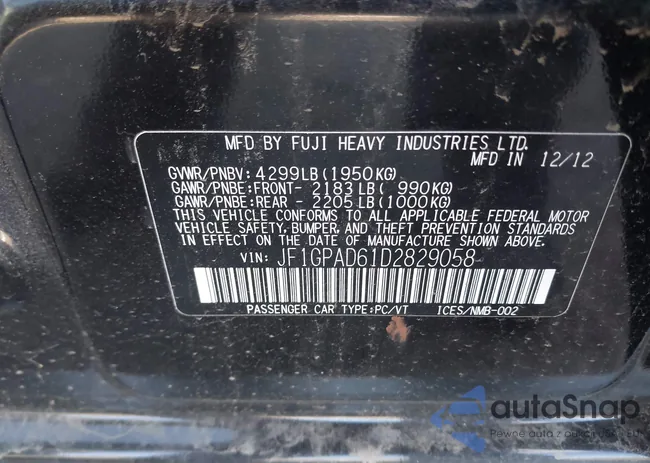 MFD BY FUJI HEAVY INDUSTRIES LTD.
MFD IN 12/12
GVWR/PNBV: 4299LB(1950KG)
GAWR/PNBE:FRONT- 2183LB( 990KG)
GAWR/PNBE:REAR - 2205LB(1000KG)
THIS VEHICLE CONFORMS TO ALL APPLICABLE FEDERAL MOTOR
VEHICLE SAFETY, BUMPER, AND THEFT PREVENTION STANDARDS
IN EFFECT ON THE DATE OF MANUFACTURE SHOWN ABOVE.
VIN: JF1GPAD61D2829058
PASSENGER CAR TYPE:PC/VT ICES/NMB-002
autaSnap
Pewne auta z